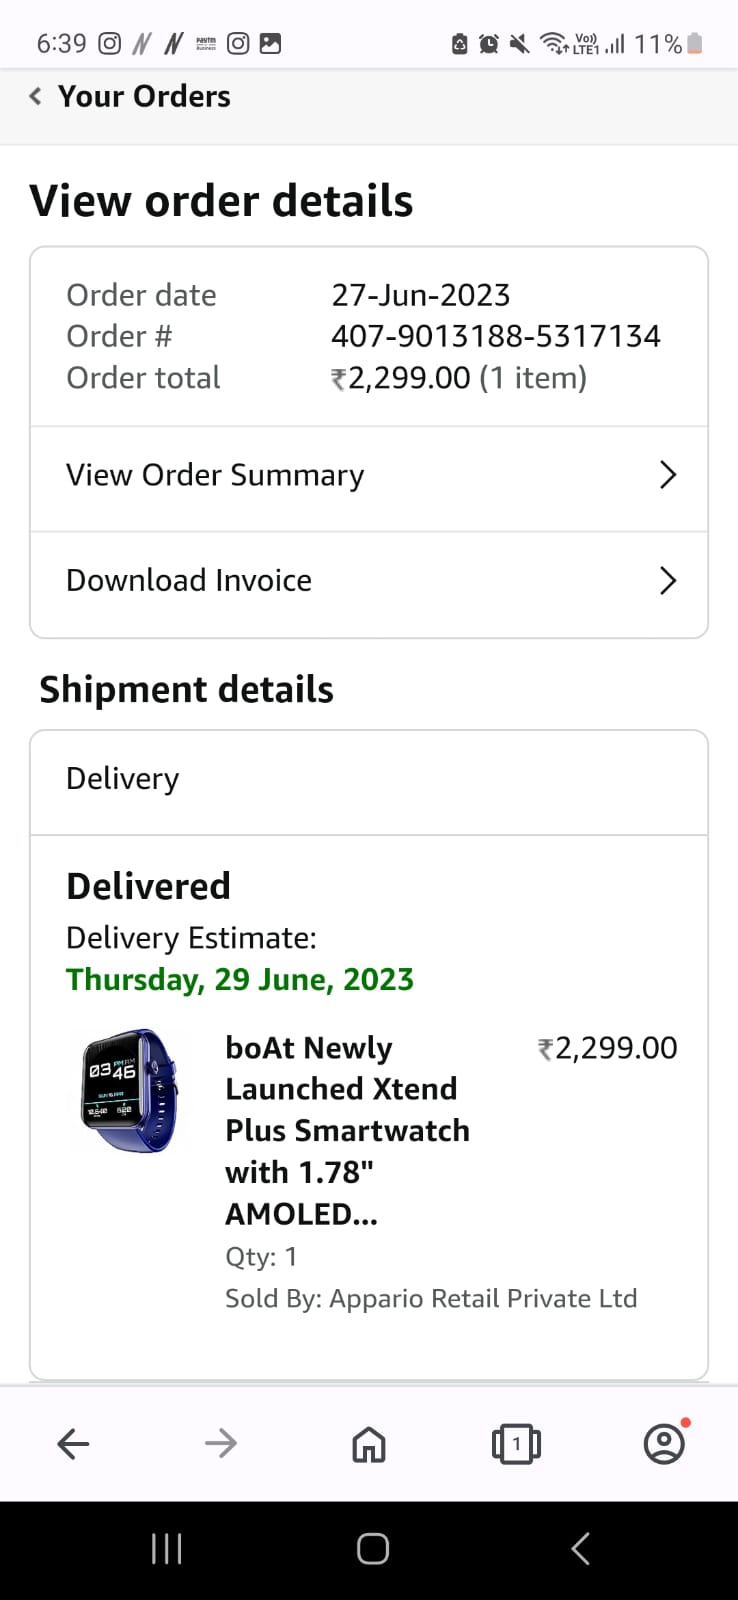 6:39
Paytm
Business
Vo))
LTE1
11%
Your Orders
View order details
Order date 27-Jun-2023
Order # 407-9013188-5317134
Order total ₹2,299.00 (1 item)
View Order Summary
Download Invoice
Shipment details
Delivery
Delivered
Delivery Estimate:
Thursday, 29 June, 2023
03 46
boAt Newly ₹2,299.00
Launched Xtend
Plus Smartwatch
with 1.78"
AMOLED...
Qty: 1
Sold By: Appario Retail Private Ltd
1